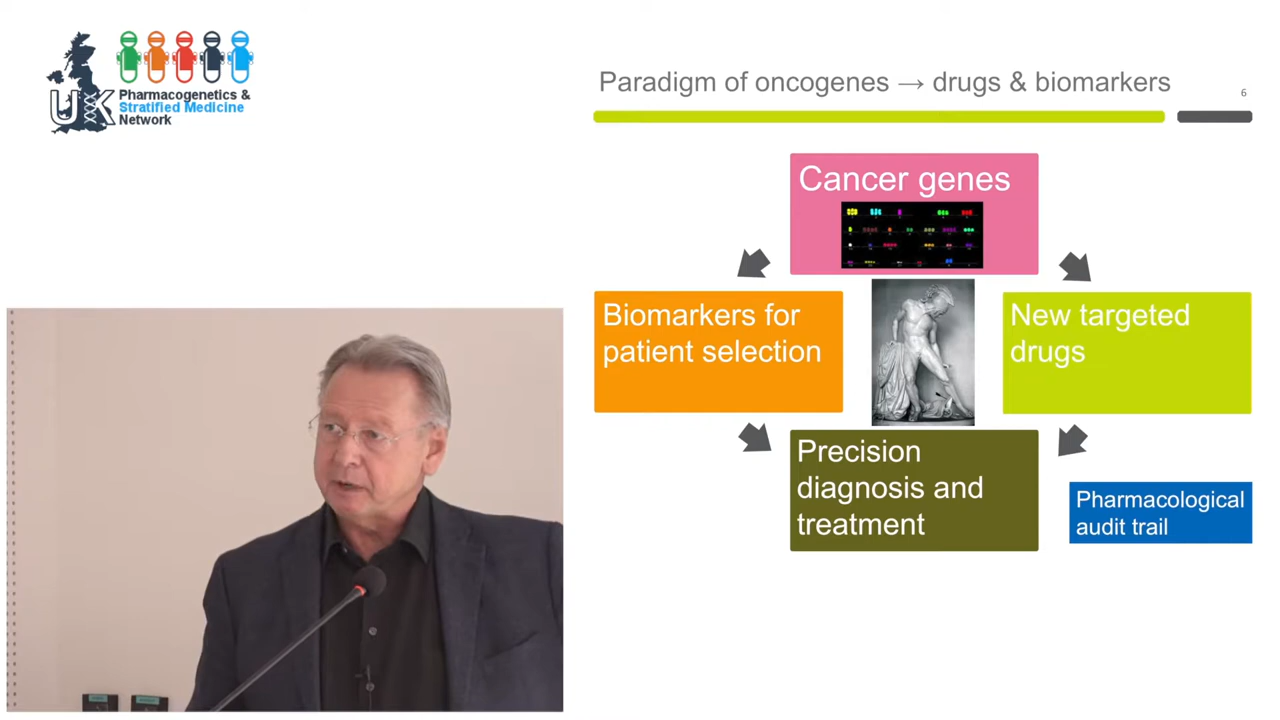 UK
Pharmacogenetics &
Stratified Medicine
Network
Paradigm of oncogenes → drugs & biomarkers
6
Cancer genes
Biomarkers for
patient selection
New targeted
drugs
Precision
diagnosis and
treatment
Pharmacological
audit trail